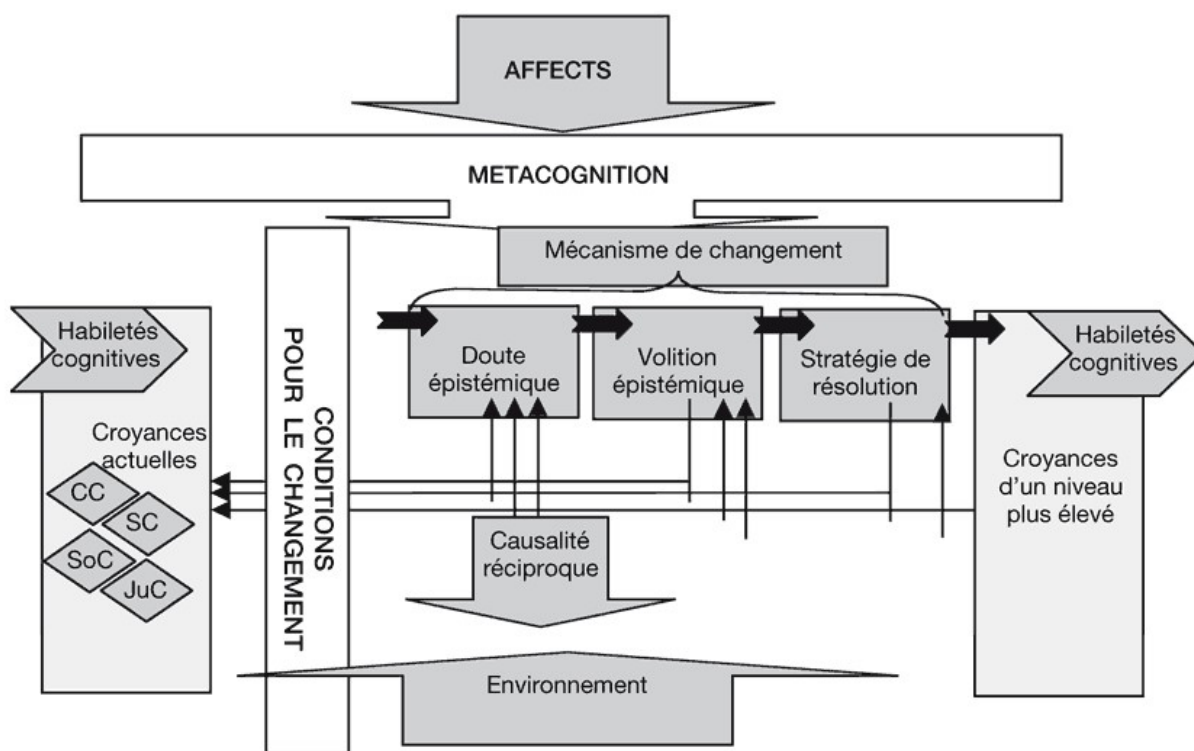 AFFECTS
METACOGNITION
Mécanisme de changement
Habiletés
cognitives
Croyances
actuelles
CC
SC
SoC
JuC
CONDITIONS
POUR LE CHANGEMENT
Doute
épistémique
Volition
épistémique
Stratégie de
résolution
Habiletés
cognitives
Croyances
d'un niveau
plus élevé
Causalité
réciproque
Environnement